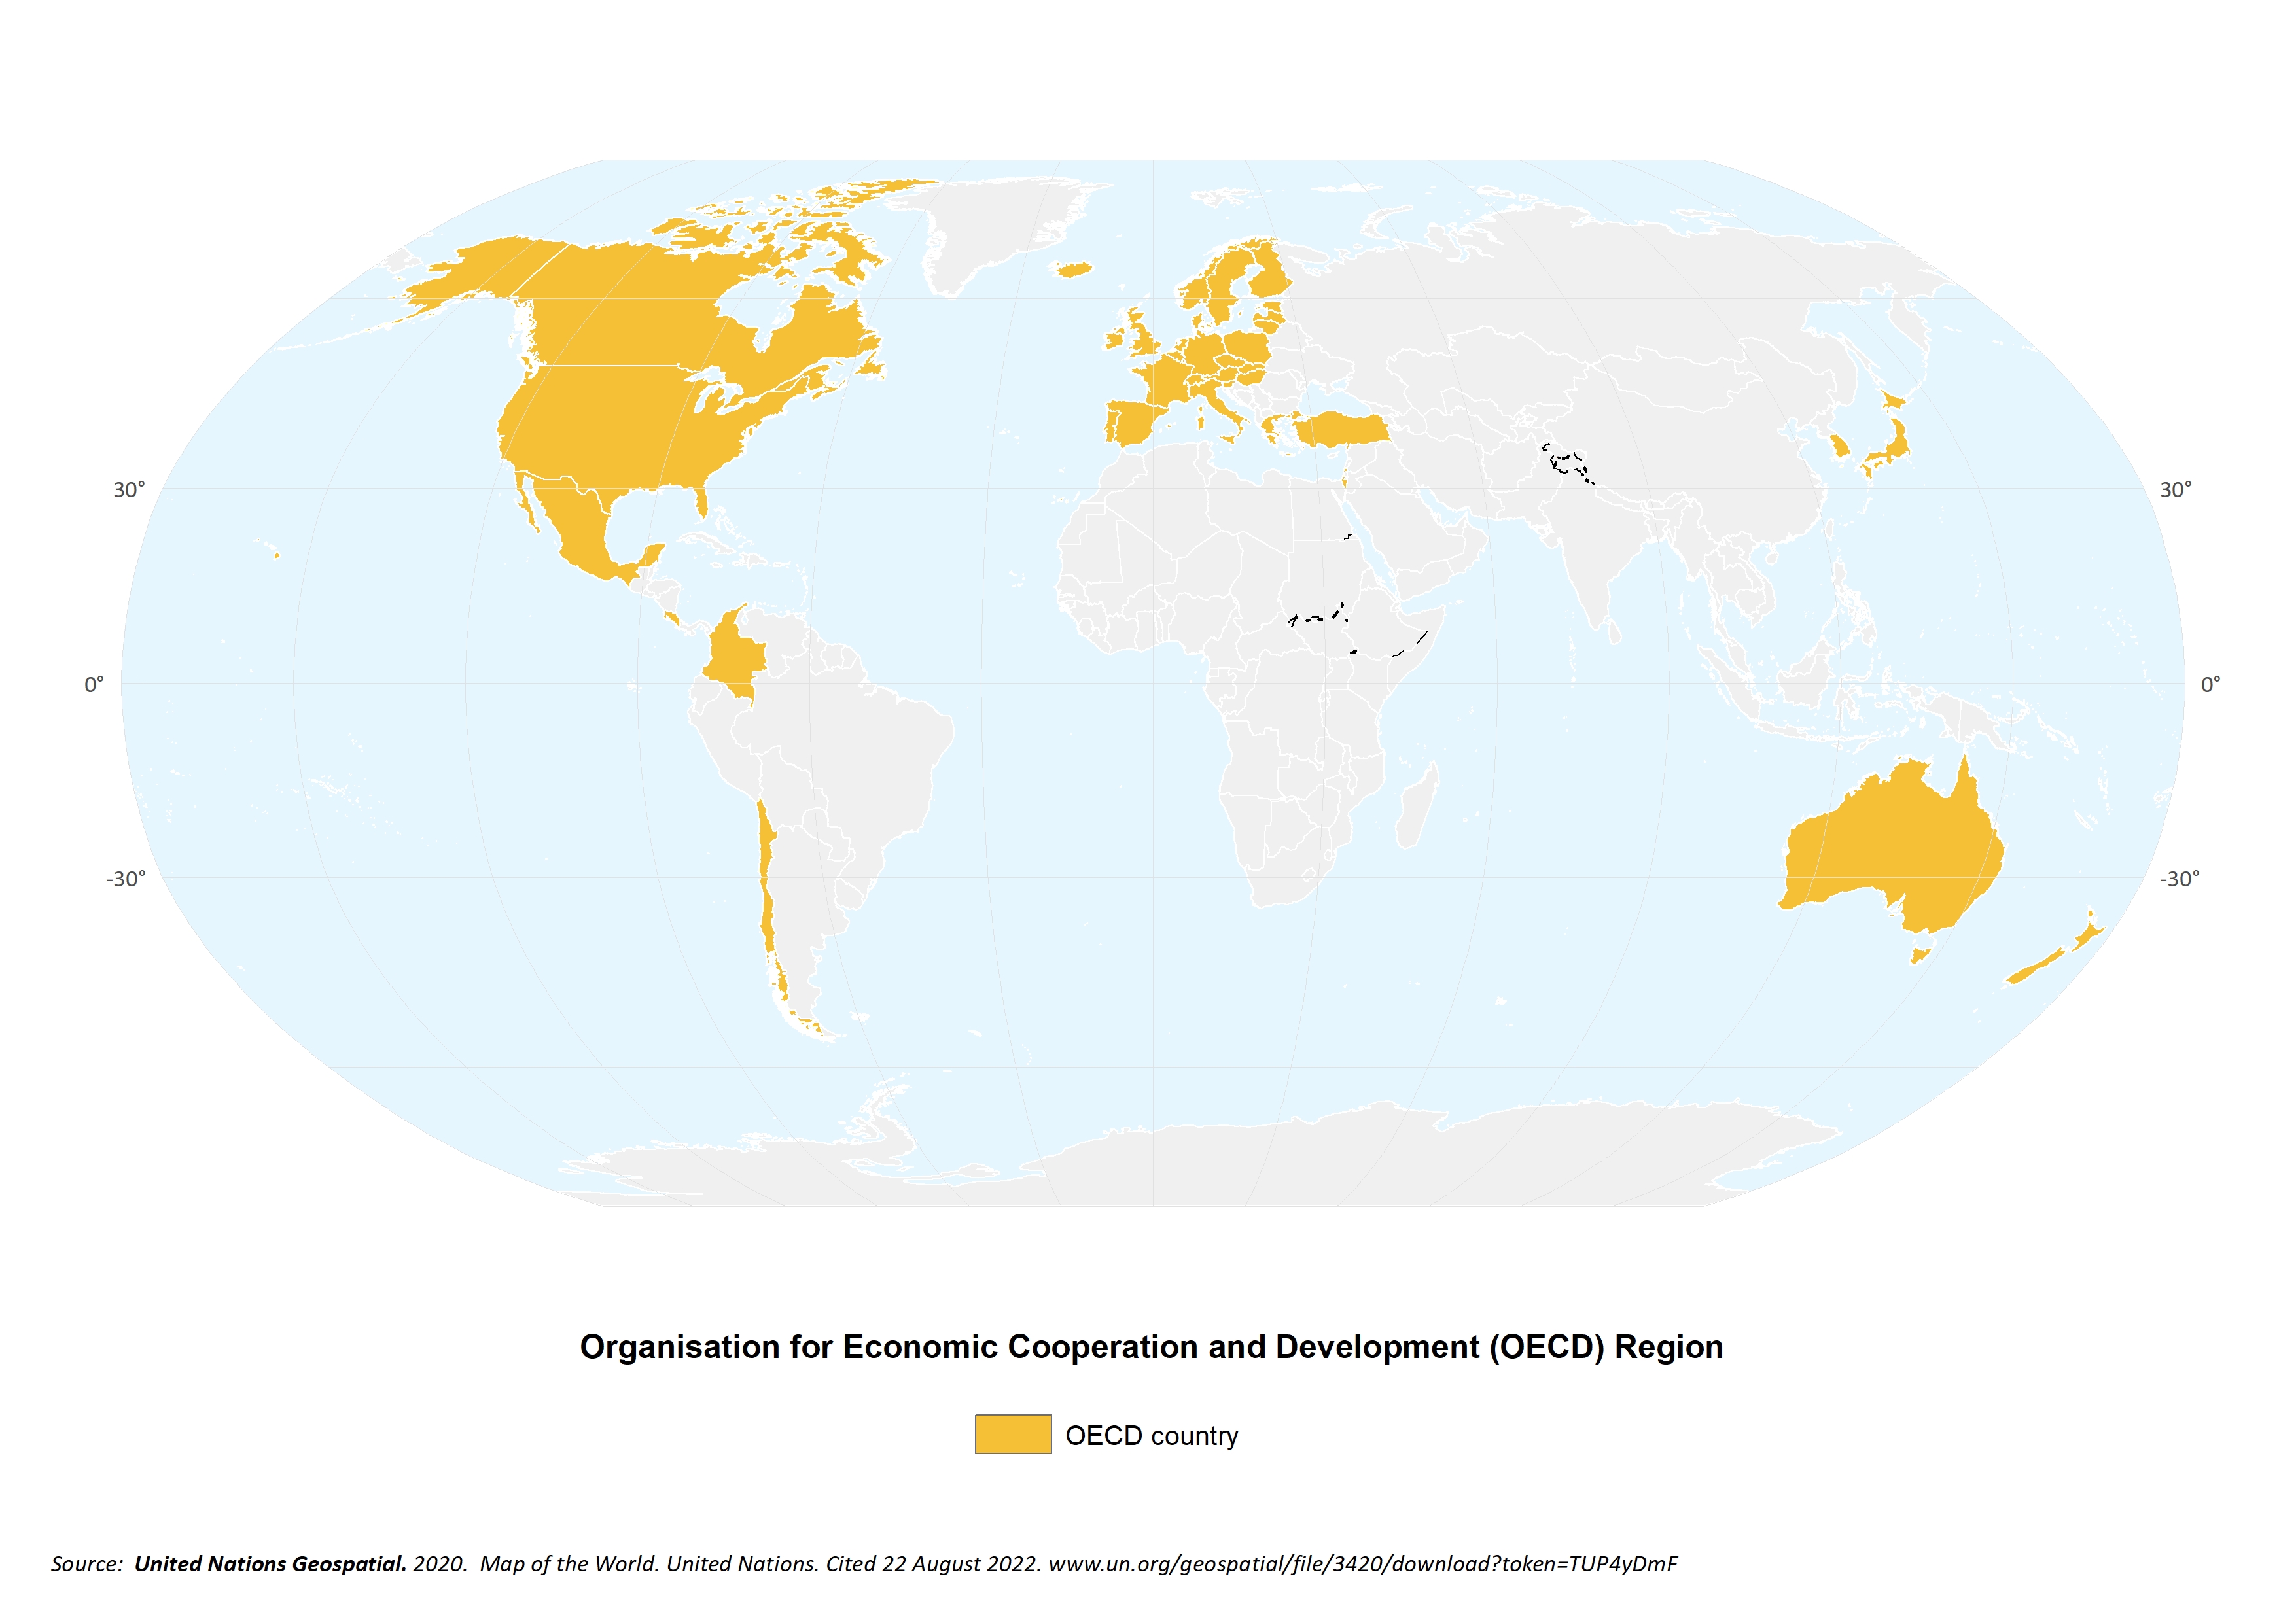 30°
30°
0°
0°
-30°
-30°
Organisation for Economic Cooperation and Development (OECD) Region
OECD country
Source: United Nations Geospatial. 2020. Map of the World. United Nations. Cited 22 August 2022. www.un.org/geospatial/file/3420/download?token=TUP4yDmF